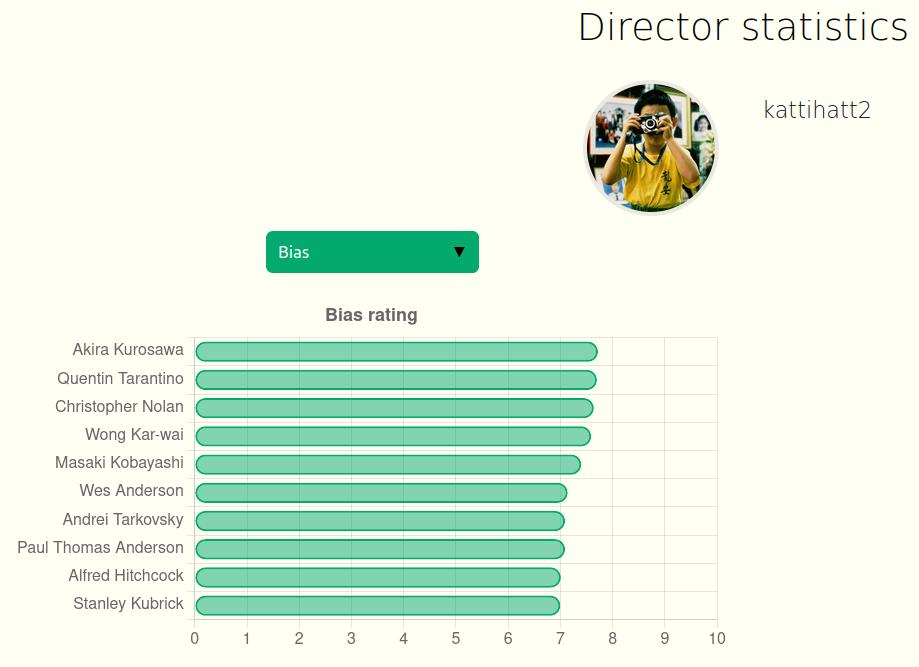 Director statistics
kattihatt2
Bias ▼
Bias rating
Akira Kurosawa
Quentin Tarantino
Christopher Nolan
Wong Kar-wai
Masaki Kobayashi
Wes Anderson
Andrei Tarkovsky
Paul Thomas Anderson
Alfred Hitchcock
Stanley Kubrick
0 1 2 3 4 5 6 7 8 9 10